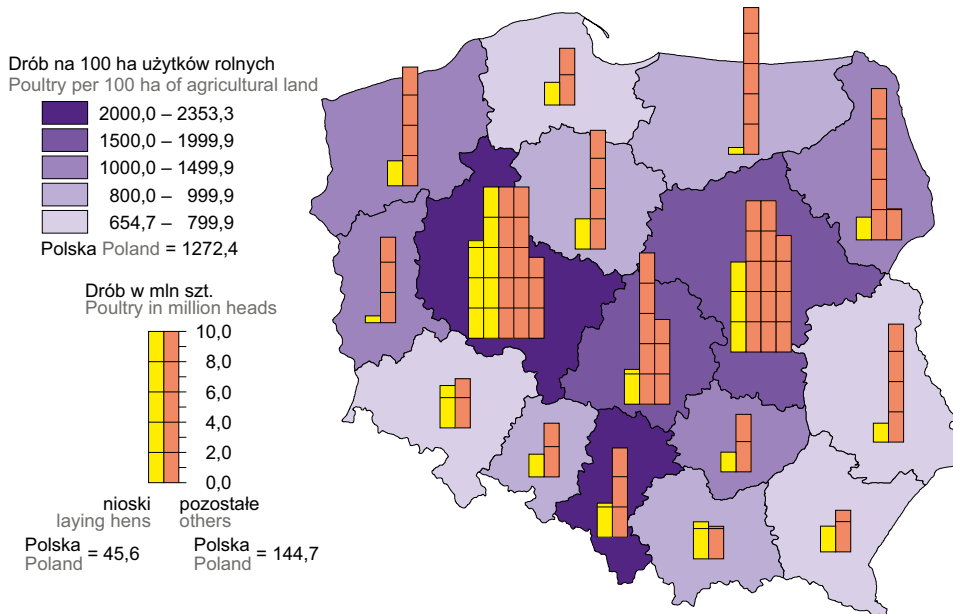 Drób na 100 ha użytków rolnych
Poultry per 100 ha of agricultural land
2000,0 – 2353,3
1500,0 – 1999,9
1000,0 – 1499,9
800,0 – 999,9
654,7 – 799,9
Polska Poland = 1272,4
Drób w mln szt.
Poultry in million heads
10,0
8,0
6,0
4,0
2,0
0,0
nioski pozostałe
laying hens others
Polska Poland = 45,6
Polska Poland = 144,7